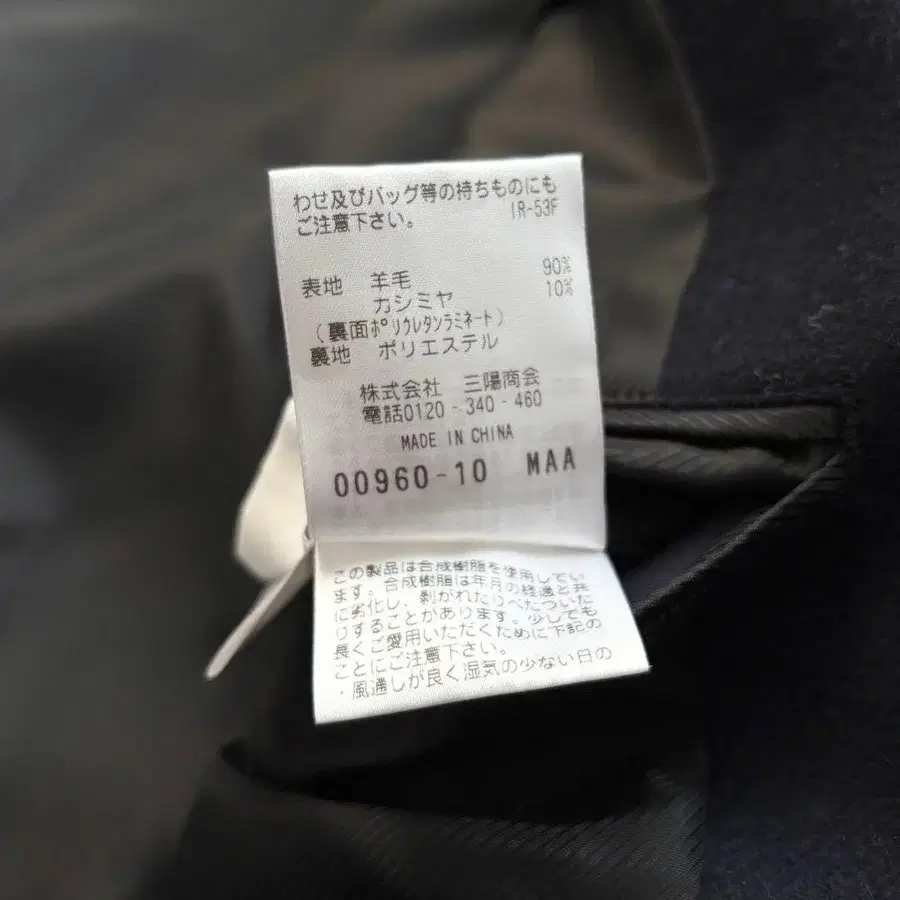 わせ及びバッグ等の持ちものにも
ご注意下さい。 IR-53F
表地 羊毛 90%
カシミヤ 10%
(裏面ポリウレタンラミネート)
裏地 ポリエステル
株式会社 三陽商会
電話0120-340-460
MADE IN CHINA
00960-10 MAA
この製品は合成樹脂を使用してい
ます。合成樹脂は年月の経過と共
に劣化し、剥がれたりべたついた
りすることがあります。少しでも
長くご愛用いただくために下記の
ことにご注意下さい。
・風通しが良く湿気の少ない日の